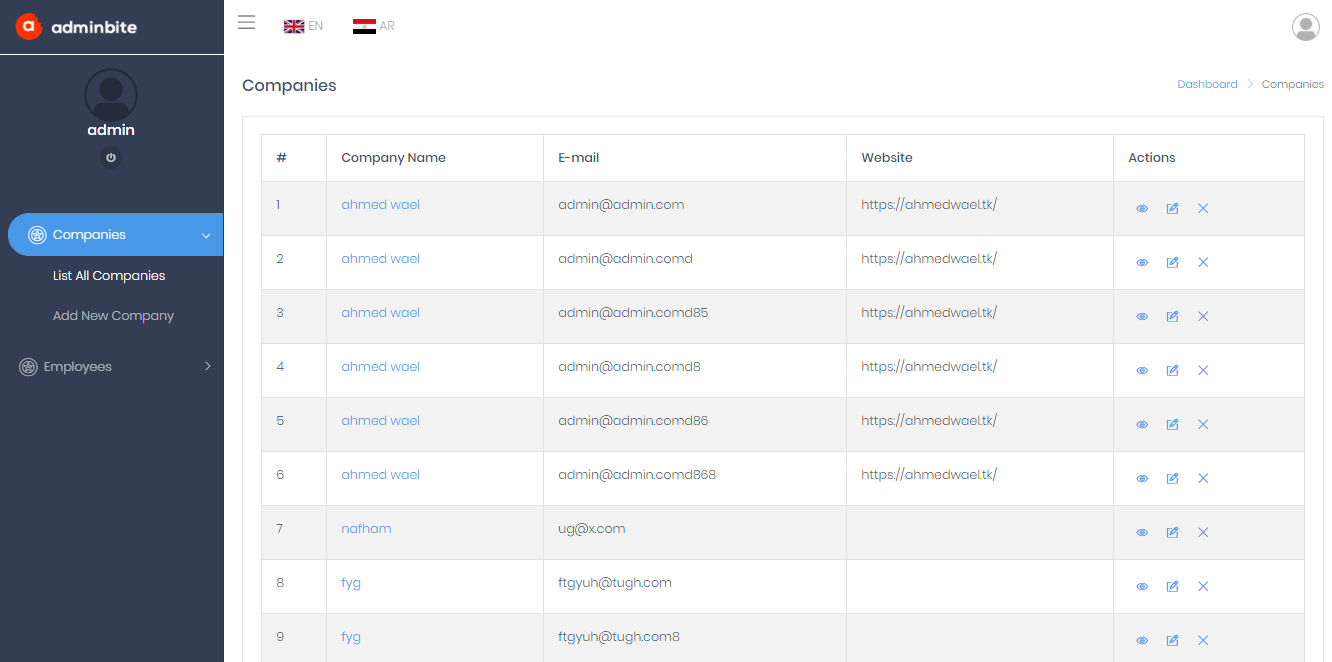 adminbite
EN AR
admin
Companies
List All Companies
Add New Company
Employees
Companies
Dashboard > Companies
# Company Name E-mail Website Actions
1 ahmed wael admin@admin.com https://ahmedwael.tk/
2 ahmed wael admin@admin.comd https://ahmedwael.tk/
3 ahmed wael admin@admin.comd85 https://ahmedwael.tk/
4 ahmed wael admin@admin.comd8 https://ahmedwael.tk/
5 ahmed wael admin@admin.comd86 https://ahmedwael.tk/
6 ahmed wael admin@admin.comd868 https://ahmedwael.tk/
7 nafham ug@x.com
8 fyg ftgyuh@tugh.com
9 fyg ftgyuh@tugh.com8